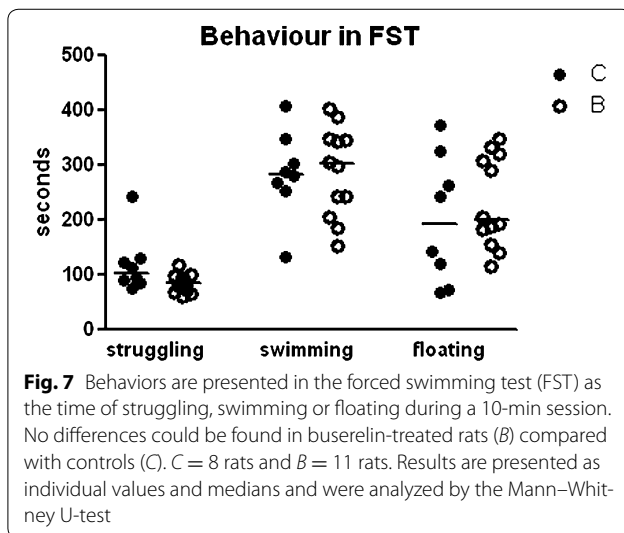 Behaviour in FST
500
400
300
200
100
0
seconds
C
B
struggling swimming floating
Fig. 7 Behaviors are presented in the forced swimming test (FST) as
the time of struggling, swimming or floating during a 10-min session.
No differences could be found in buserelin-treated rats (B) compared
with controls (C). C = 8 rats and B = 11 rats. Results are presented as
individual values and medians and were analyzed by the Mann–Whit-
ney U-test